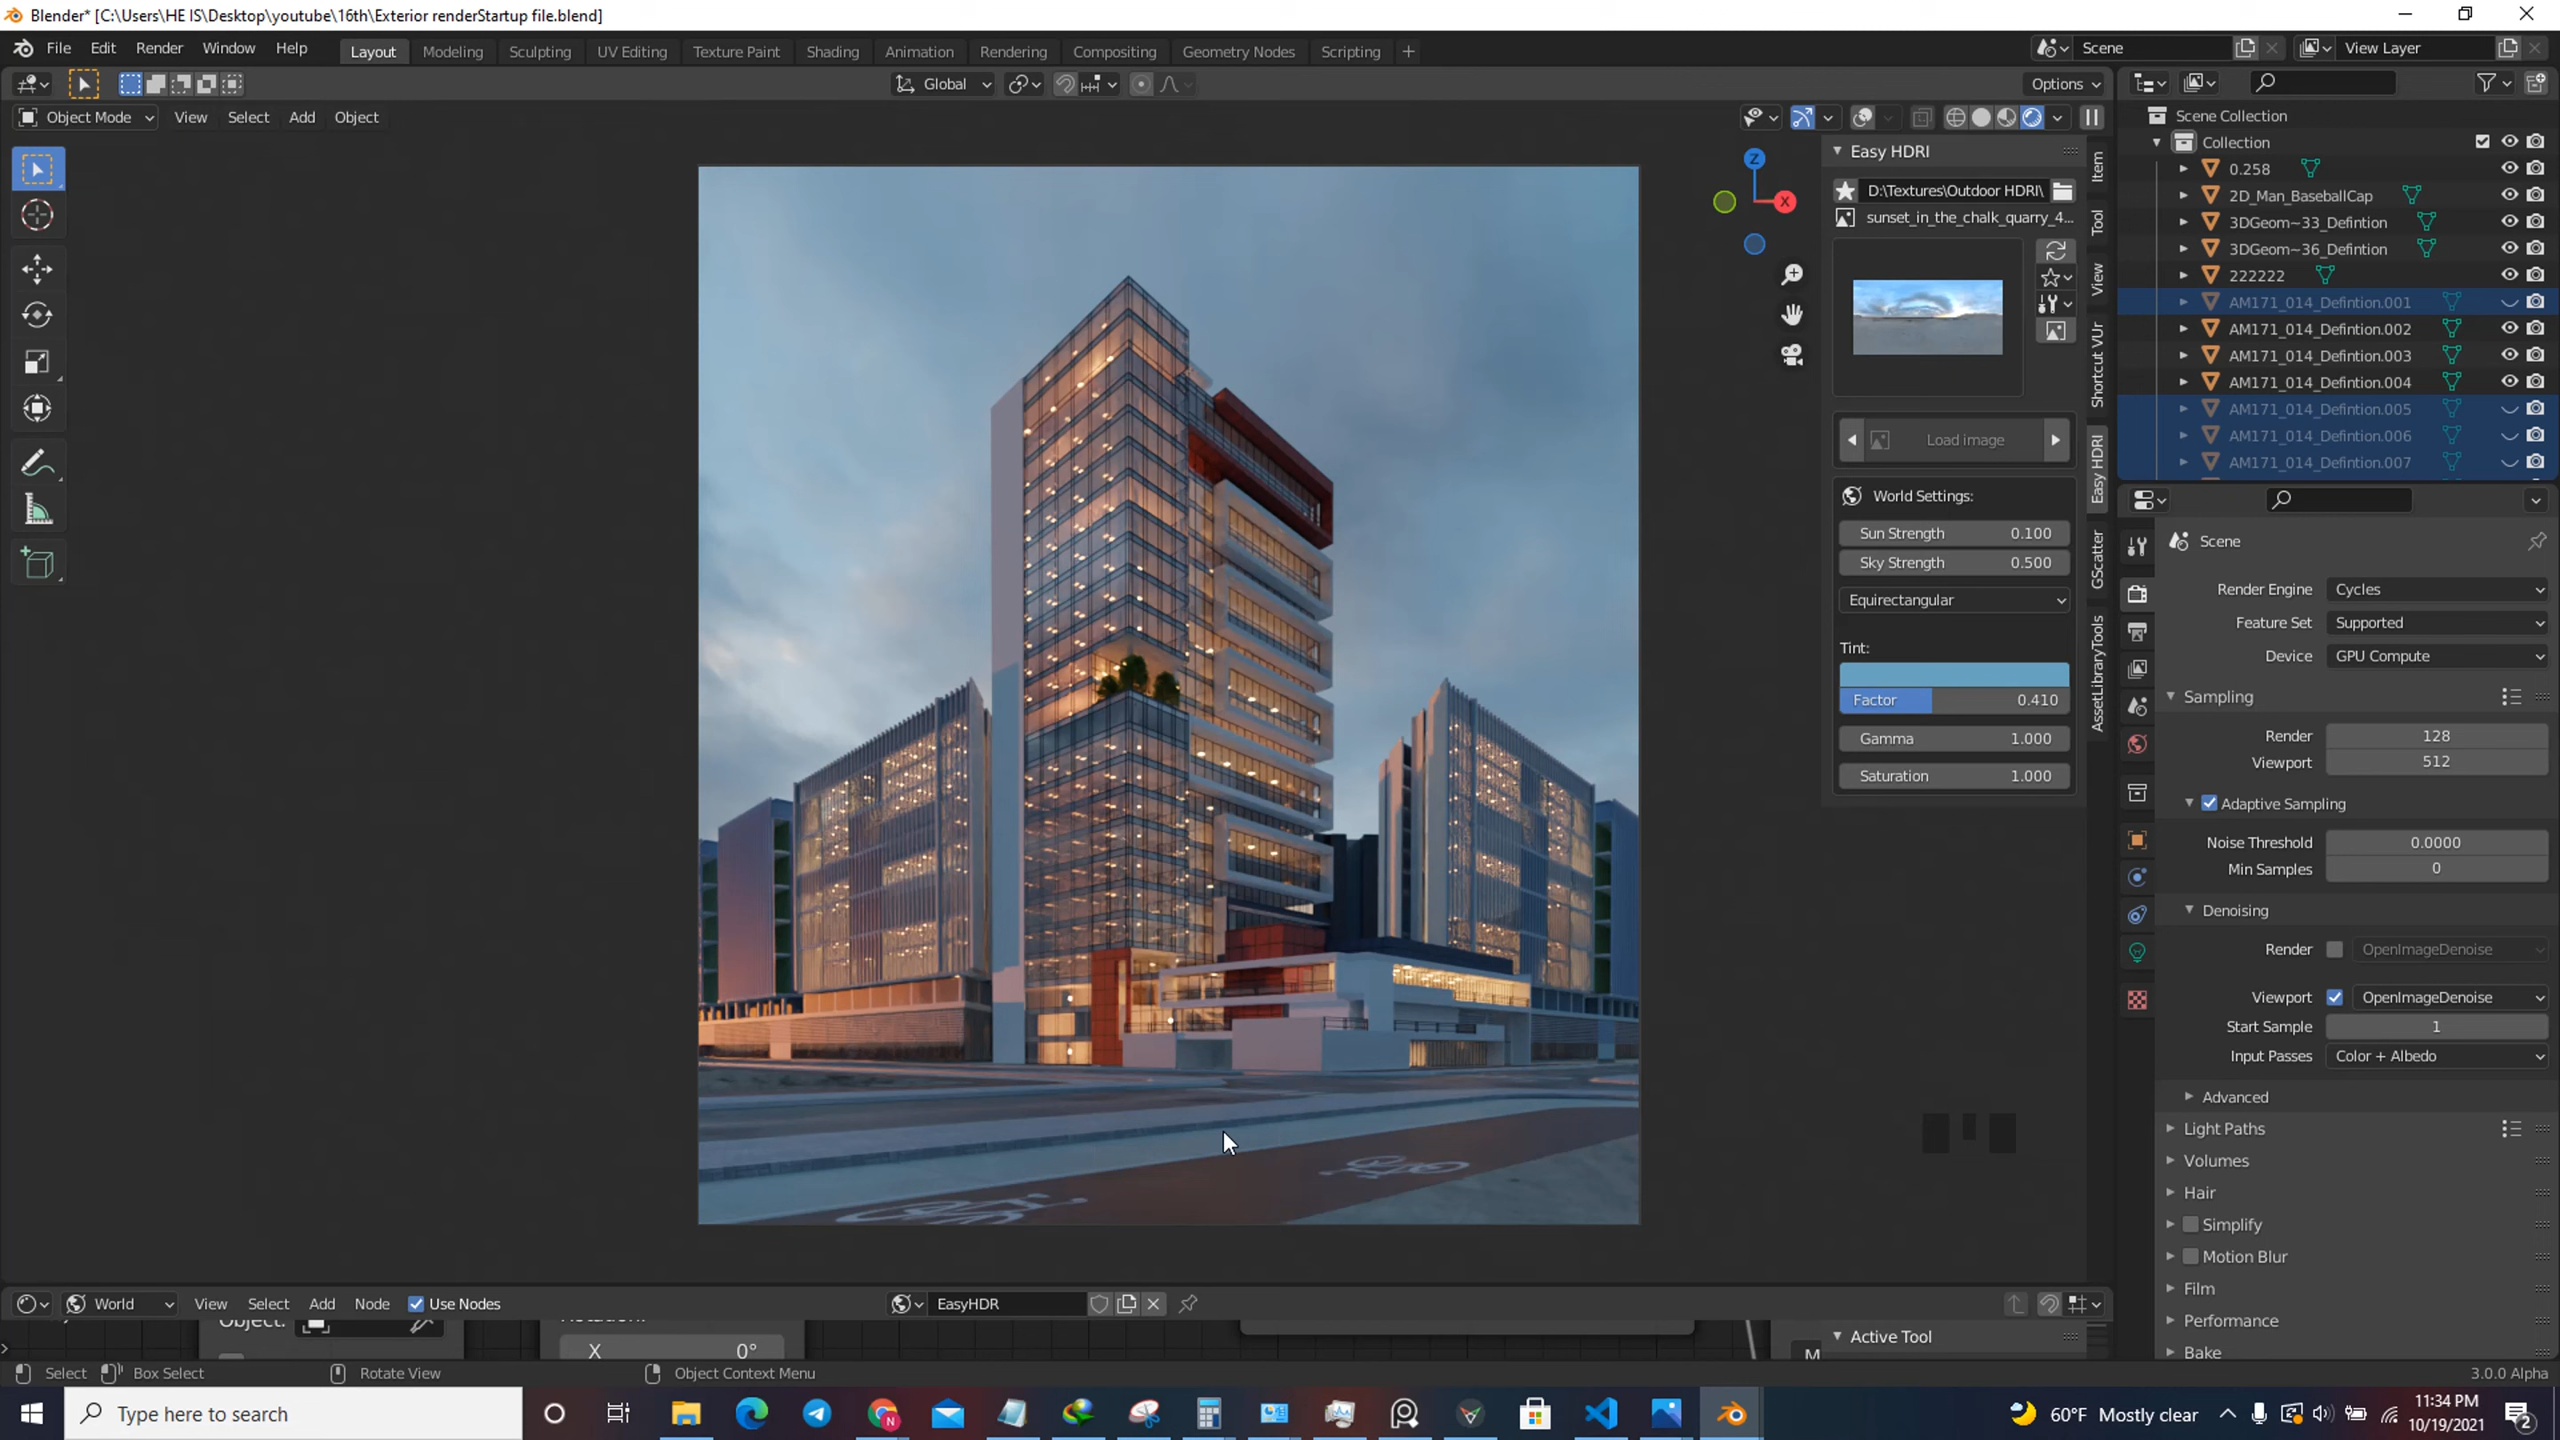 Blender* [C:\Users\HE IS\Desktop\youtube\16th\Exterior renderStartup file.blend]
File Edit Render Window Help Layout Modeling Sculpting UV Editing Texture Paint Shading Animation Rendering Compositing Geometry Nodes Scripting + Scene View Layer
Global Options
Object Mode View Select Add Object
Scene Collection
Collection
0.258
2D_Man_BaseballCap
3DGeom~33_Defintion
3DGeom~36_Defintion
222222
AM171_014_Defintion.001
AM171_014_Defintion.002
AM171_014_Defintion.003
AM171_014_Defintion.004
AM171_014_Defintion.005
AM171_014_Defintion.006
AM171_014_Defintion.007
Z
X
Easy HDRI
D:\Textures\Outdoor HDRI\
sunset_in_the_chalk_quarry_4...
Load image
World Settings:
Sun Strength 0.100
Sky Strength 0.500
Equirectangular
Tint:
Factor 0.410
Gamma 1.000
Saturation 1.000
Item
Tool
View
Shortcut VUr
Easy HDRI
GScatter
AssetLibraryTools
Scene
Render Engine Cycles
Feature Set Supported
Device GPU Compute
Sampling
Render 128
Viewport 512
Adaptive Sampling
Noise Threshold 0.0000
Min Samples 0
Denoising
Render OpenImageDenoise
Viewport OpenImageDenoise
Start Sample 1
Input Passes Color + Albedo
Advanced
Light Paths
Volumes
Hair
Simplify
Motion Blur
Film
Performance
Bake
World View Select Add Node Use Nodes EasyHDR
Object:
X 0°
M
Active Tool
Select Box Select Rotate View Object Context Menu 3.0.0 Alpha
Type here to search
60°F Mostly clear
11:34 PM
10/19/2021
2